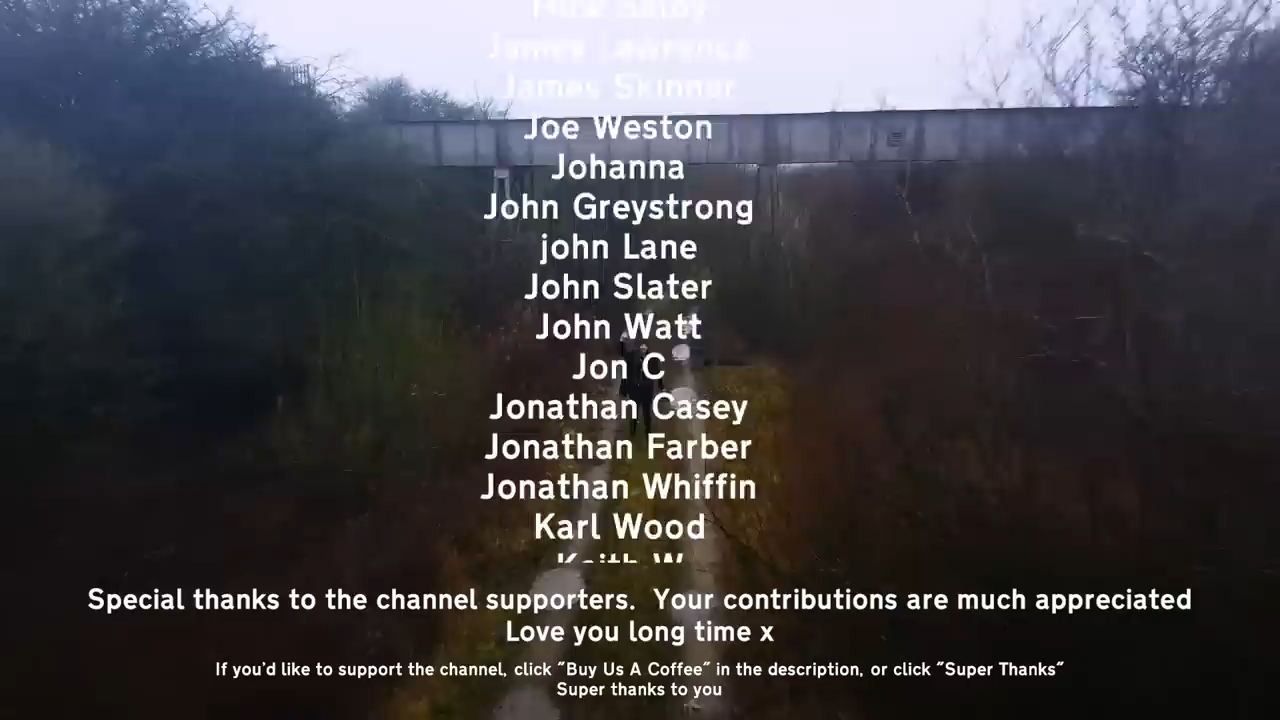 James Lawrence
James Skinner
Joe Weston
Johanna
John Greystrong
john Lane
John Slater
John Watt
Jon C
Jonathan Casey
Jonathan Farber
Jonathan Whiffin
Karl Wood
Keith W
Special thanks to the channel supporters.  Your contributions are much appreciated
Love you long time x
If you'd like to support the channel, click "Buy Us A Coffee" in the description, or click "Super Thanks"
Super thanks to you